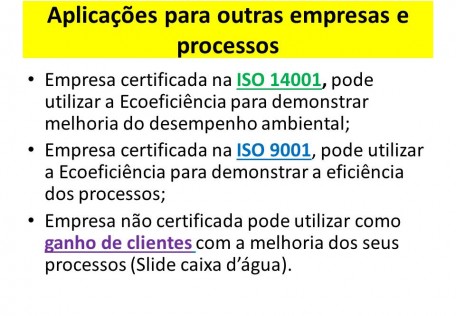 Aplicações para outras empresas e
processos
• Empresa certificada na ISO 14001, pode
utilizar a Ecoeficiência para demonstrar
melhoria do desempenho ambiental;
• Empresa certificada na ISO 9001, pode utilizar
a Ecoeficiência para demonstrar a eficiência
dos processos;
• Empresa não certificada pode utilizar como
ganho de clientes com a melhoria dos seus
processos (Slide caixa d’água).